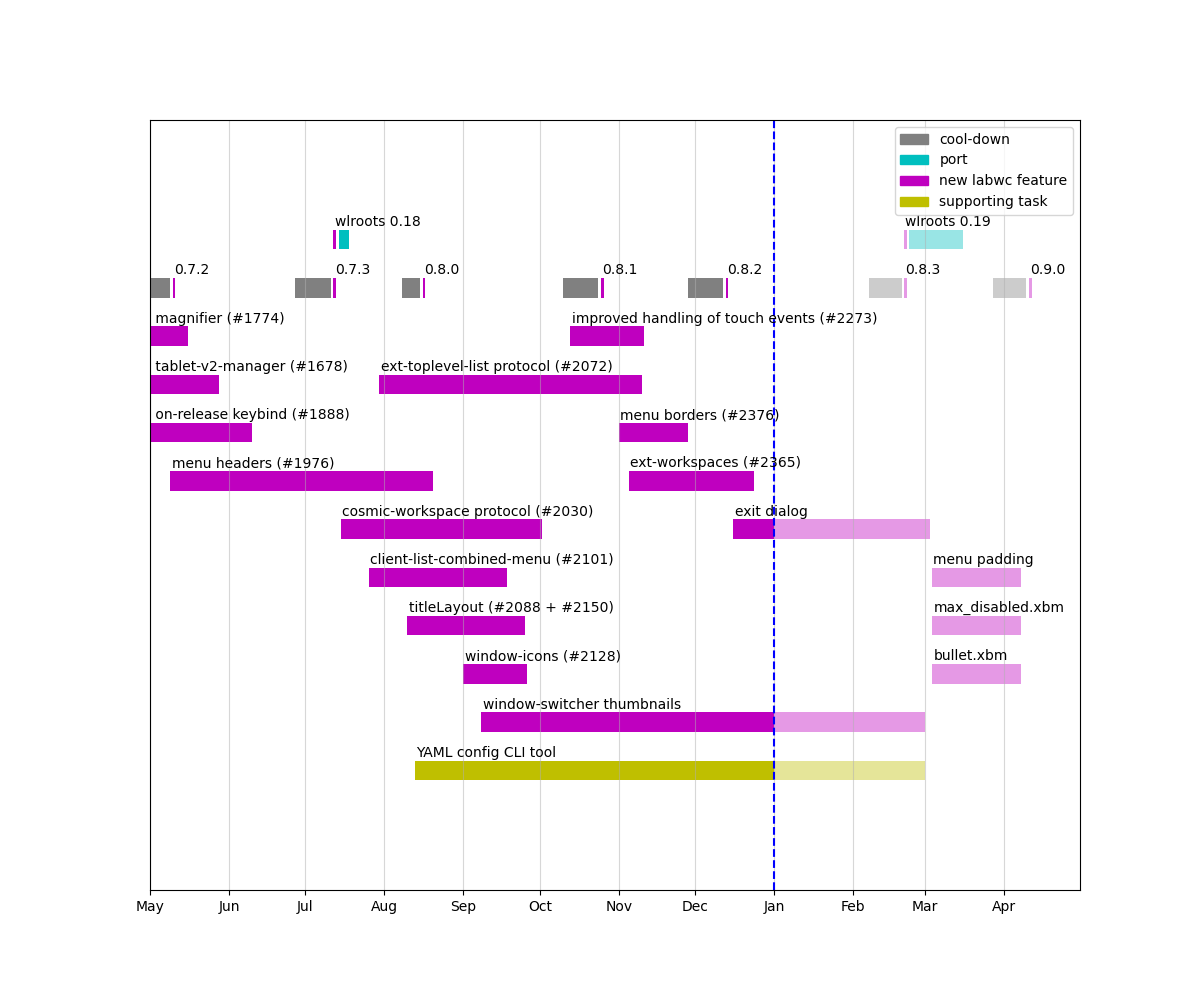 cool-down
port
new labwc feature
supporting task
wlroots 0.18
wlroots 0.19
0.7.2
0.7.3
0.8.0
0.8.1
0.8.2
0.8.3
0.9.0
magnifier (#1774)
improved handling of touch events (#2273)
tablet-v2-manager (#1678)
ext-toplevel-list protocol (#2072)
on-release keybind (#1888)
menu borders (#2376)
menu headers (#1976)
ext-workspaces (#2365)
cosmic-workspace protocol (#2030)
exit dialog
client-list-combined-menu (#2101)
menu padding
titleLayout (#2088 + #2150)
max_disabled.xbm
window-icons (#2128)
bullet.xbm
window-switcher thumbnails
YAML config CLI tool
May
Jun
Jul
Aug
Sep
Oct
Nov
Dec
Jan
Feb
Mar
Apr